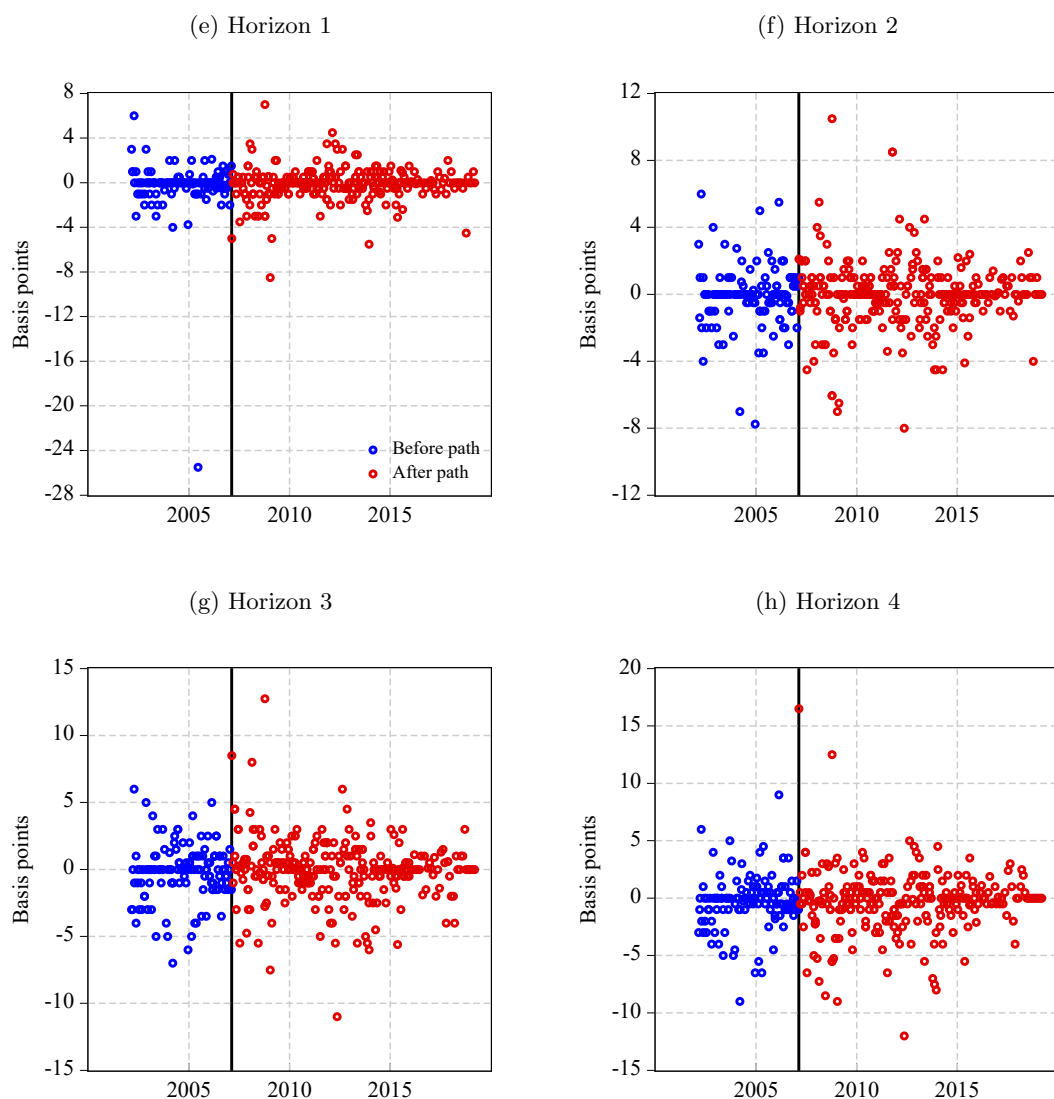 (e) Horizon 1
Basis points
8
4
0
-4
-8
-12
-16
-20
-24
-28
2005 2010 2015
Before path
After path
(f) Horizon 2
Basis points
12
8
4
0
-4
-8
-12
2005 2010 2015
(g) Horizon 3
Basis points
15
10
5
0
-5
-10
-15
2005 2010 2015
(h) Horizon 4
Basis points
20
15
10
5
0
-5
-10
-15
2005 2010 2015